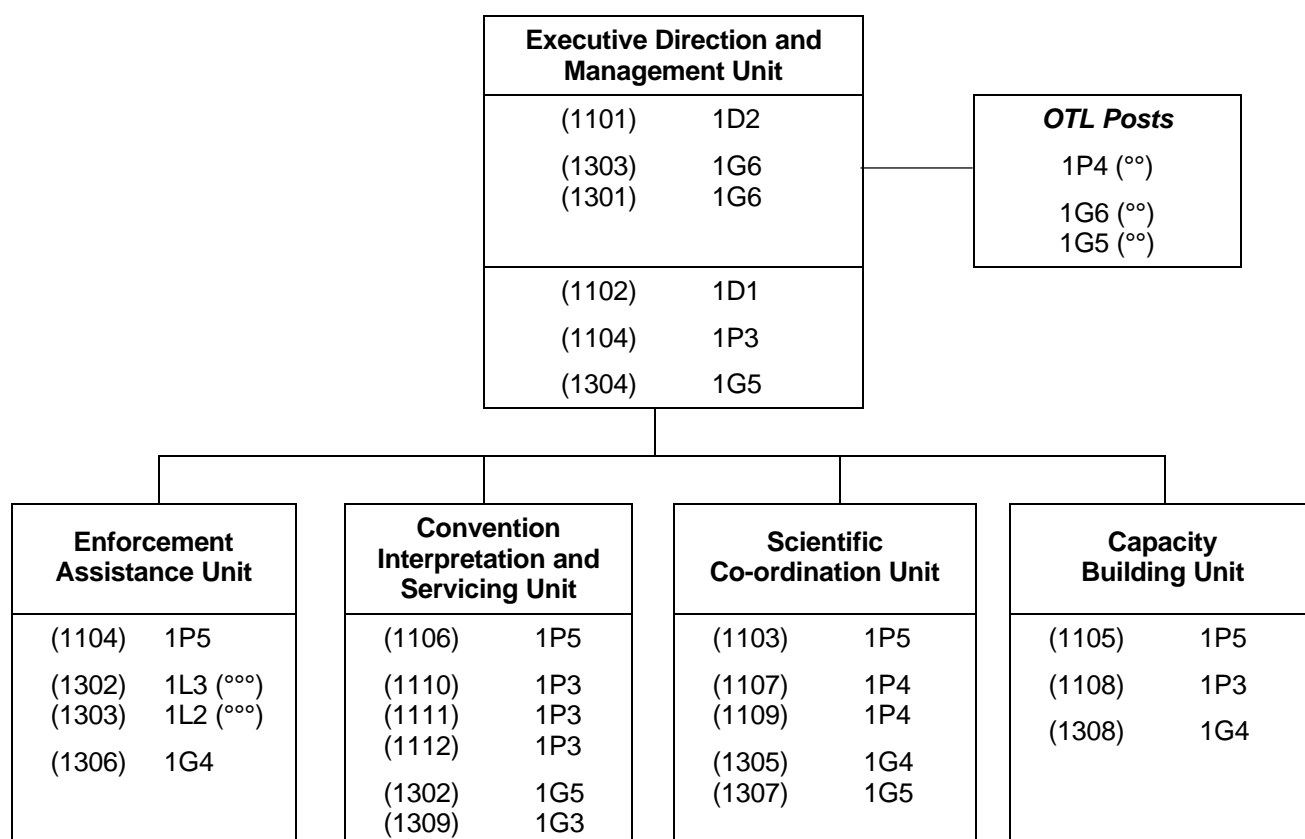 Executive Direction and
Management Unit
(1101) 1D2
(1303) 1G6
(1301) 1G6
(1102) 1D1
(1104) 1P3
(1304) 1G5
OTL Posts
1P4 (°°)
1G6 (°°)
1G5 (°°)
Enforcement
Assistance Unit
(1104) 1P5
(1302) 1L3 (°°°)
(1303) 1L2 (°°°)
(1306) 1G4
Convention
Interpretation and
Servicing Unit
(1106) 1P5
(1110) 1P3
(1111) 1P3
(1112) 1P3
(1302) 1G5
(1309) 1G3
Scientific
Co-ordination Unit
(1103) 1P5
(1107) 1P4
(1109) 1P4
(1305) 1G4
(1307) 1G5
Capacity
Building Unit
(1105) 1P5
(1108) 1P3
(1308) 1G4